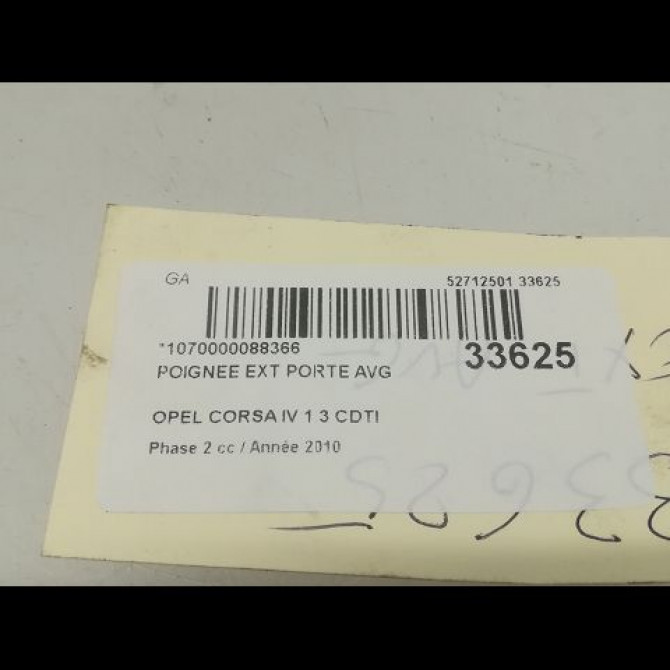 GA
52712501 33625
*1070000088366
33625
POIGNEE EXT PORTE AVG
OPEL CORSA IV 1 3 CDTI
Phase 2 cc / Année 2010
33625